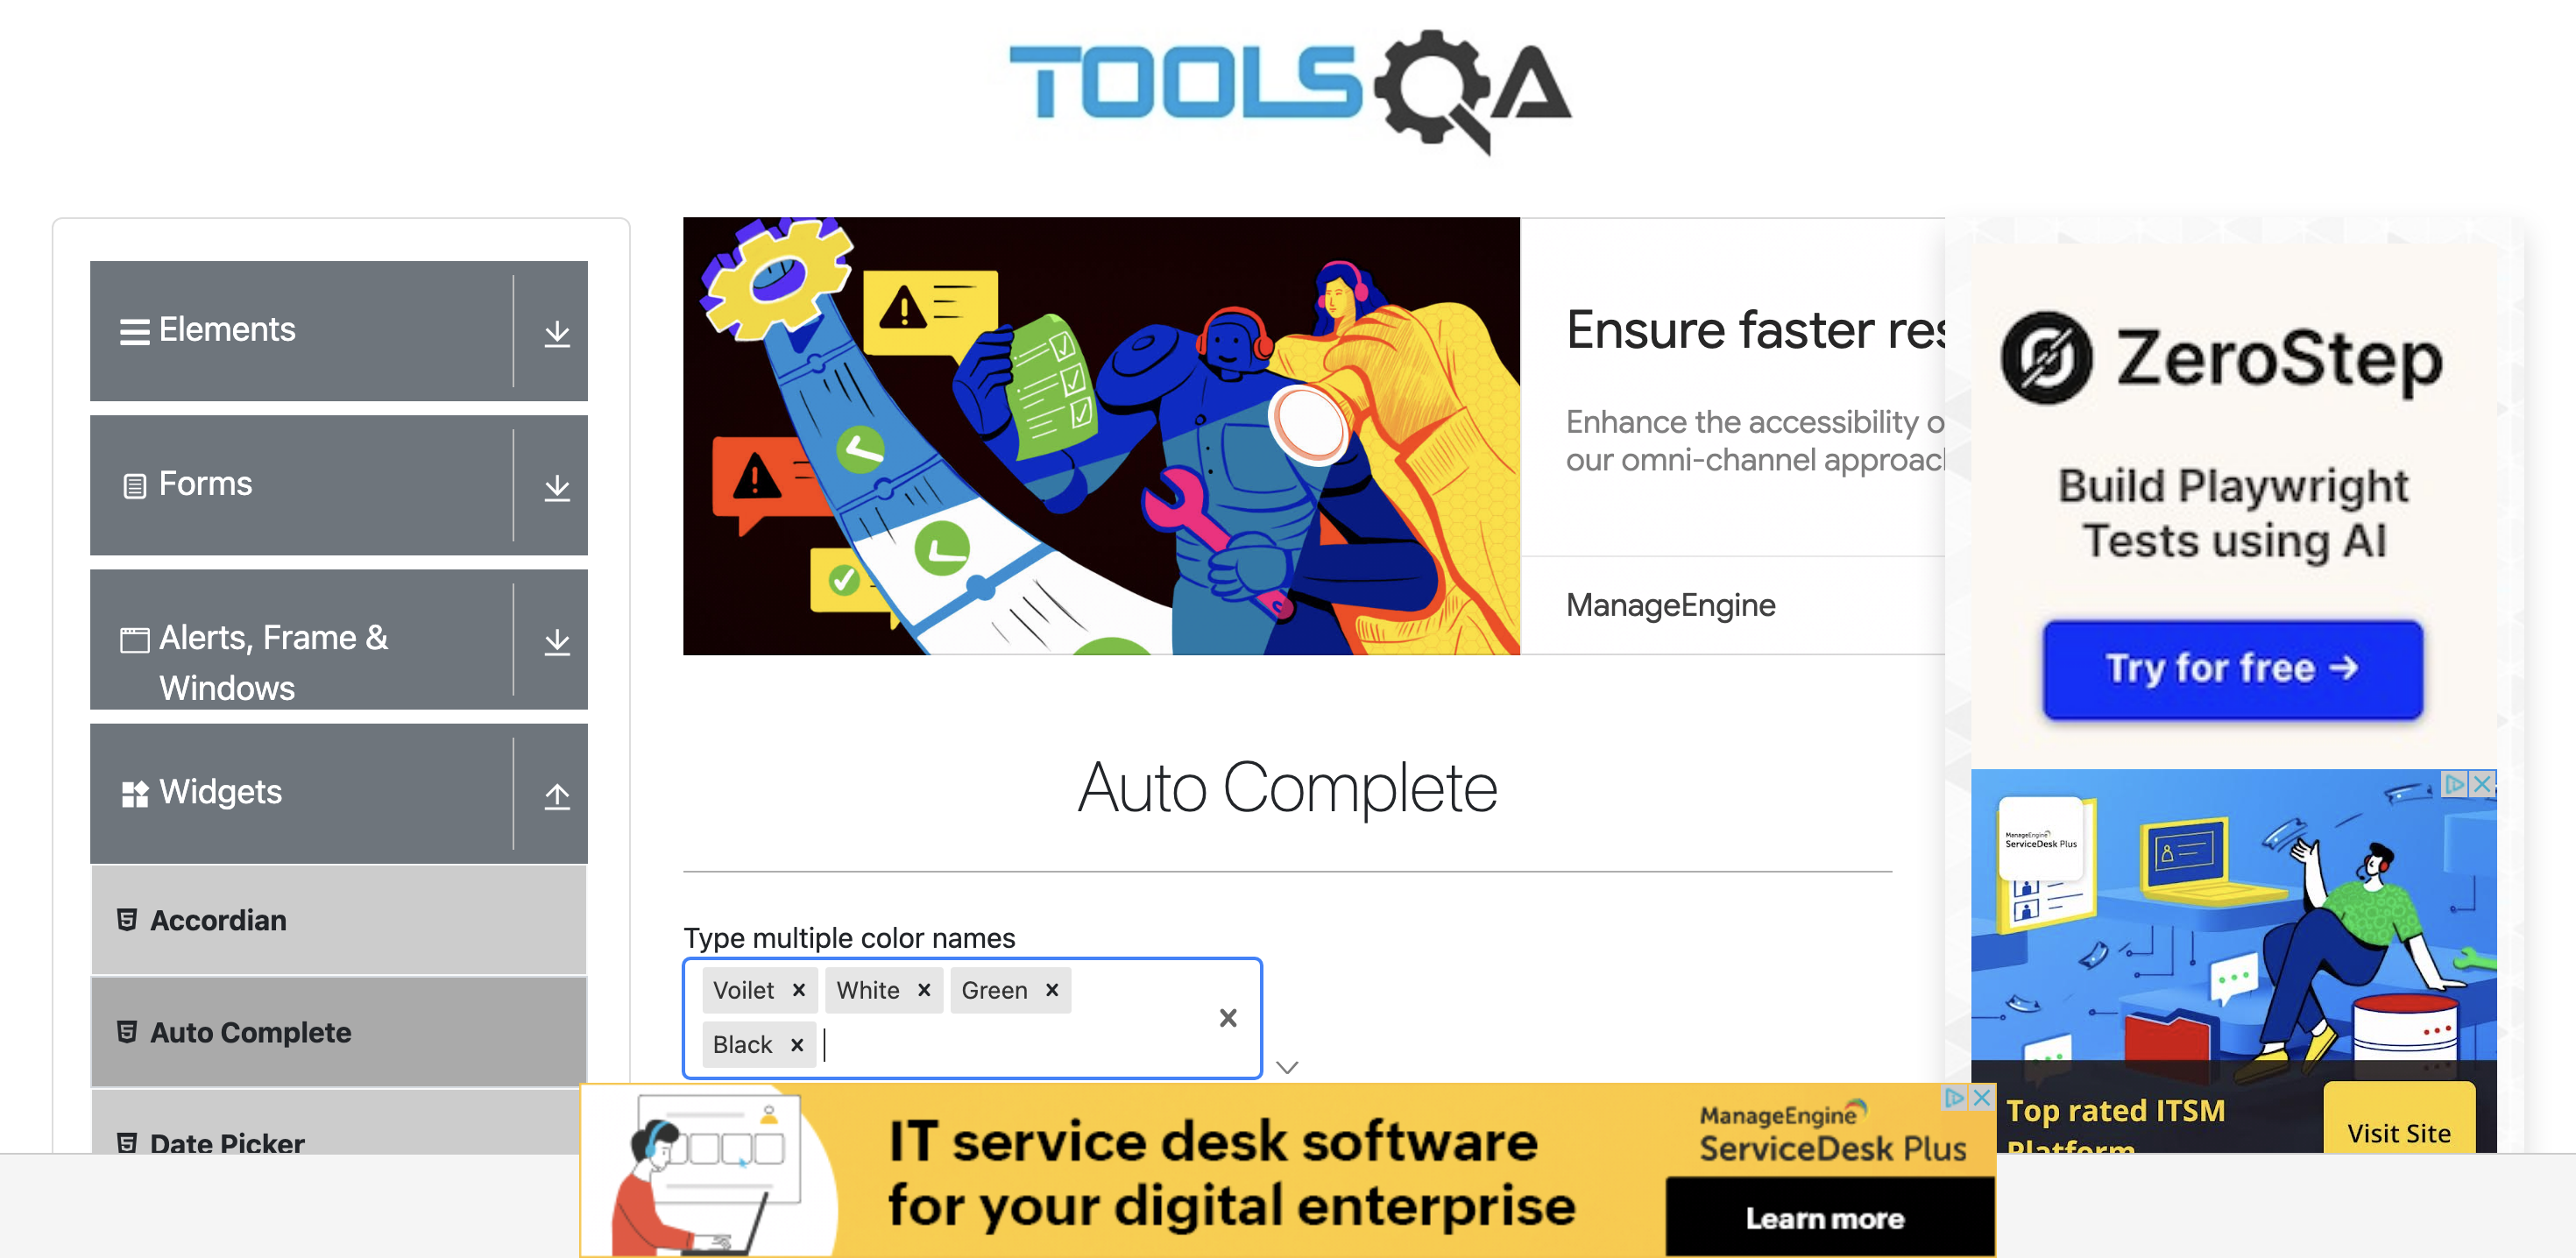 TOOLSQA
Elements
Forms
Alerts, Frame &
Windows
Widgets
Accordian
Auto Complete
Date Picker
Ensure faster res
Enhance the accessibility o
our omni-channel approac
ManageEngine
Auto Complete
Type multiple color names
Voilet × White × Green ×
Black ×
ZeroStep
Build Playwright
Tests using AI
Try for free →
ManageEngine
ServiceDesk Plus
Top rated ITSM
Platform
Visit Site
IT service desk software
for your digital enterprise
ManageEngine
ServiceDesk Plus
Learn more